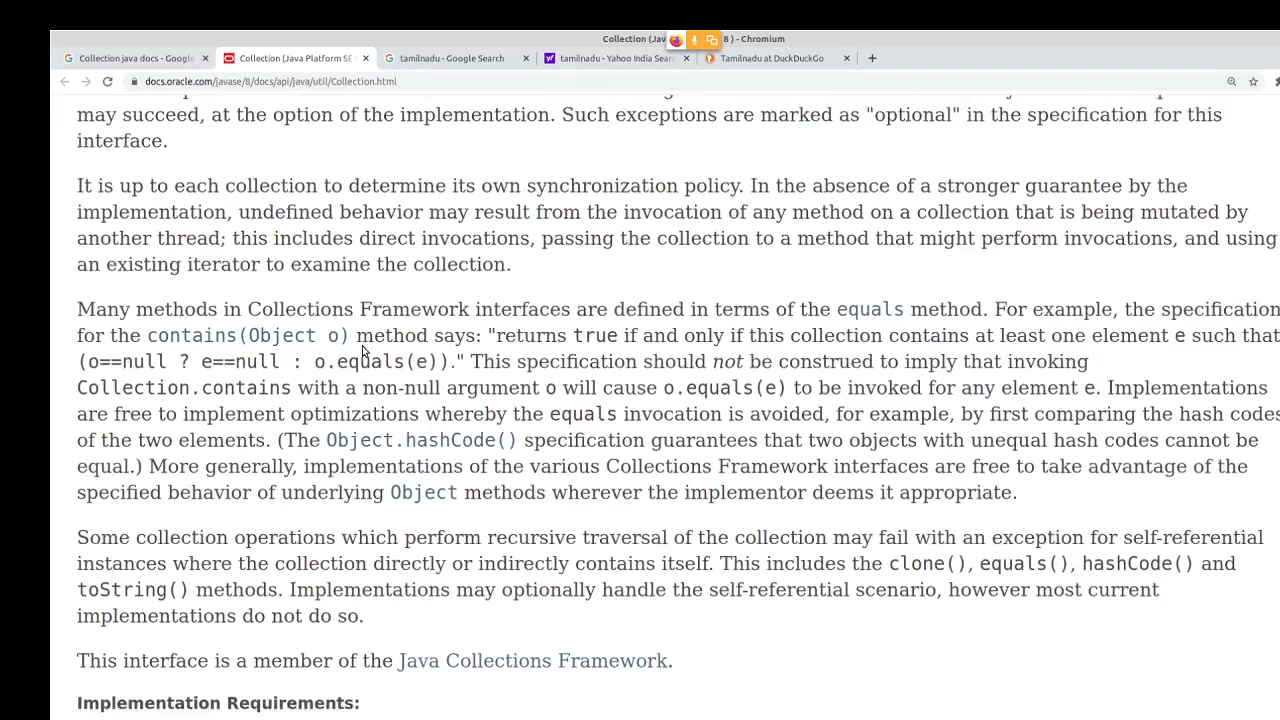 Collection (Jav 8 ) - Chromium
Collection java docs - Google
Collection (Java Platform SE
tamilnadu - Google Search
tamilnadu - Yahoo India Sear
Tamilnadu at DuckDuckGo
docs.oracle.com/javase/8/docs/api/java/util/Collection.html
may succeed, at the option of the implementation. Such exceptions are marked as "optional" in the specification for this
interface.
It is up to each collection to determine its own synchronization policy. In the absence of a stronger guarantee by the
implementation, undefined behavior may result from the invocation of any method on a collection that is being mutated by
another thread; this includes direct invocations, passing the collection to a method that might perform invocations, and using
an existing iterator to examine the collection.
Many methods in Collections Framework interfaces are defined in terms of the equals method. For example, the specification
for the contains(Object o) method says: "returns true if and only if this collection contains at least one element e such that
(o==null ? e==null : o.equals(e))." This specification should not be construed to imply that invoking
Collection.contains with a non-null argument o will cause o.equals(e) to be invoked for any element e. Implementations
are free to implement optimizations whereby the equals invocation is avoided, for example, by first comparing the hash codes
of the two elements. (The Object.hashCode() specification guarantees that two objects with unequal hash codes cannot be
equal.) More generally, implementations of the various Collections Framework interfaces are free to take advantage of the
specified behavior of underlying Object methods wherever the implementor deems it appropriate.
Some collection operations which perform recursive traversal of the collection may fail with an exception for self-referential
instances where the collection directly or indirectly contains itself. This includes the clone(), equals(), hashCode() and
toString() methods. Implementations may optionally handle the self-referential scenario, however most current
implementations do not do so.
This interface is a member of the Java Collections Framework.
Implementation Requirements: